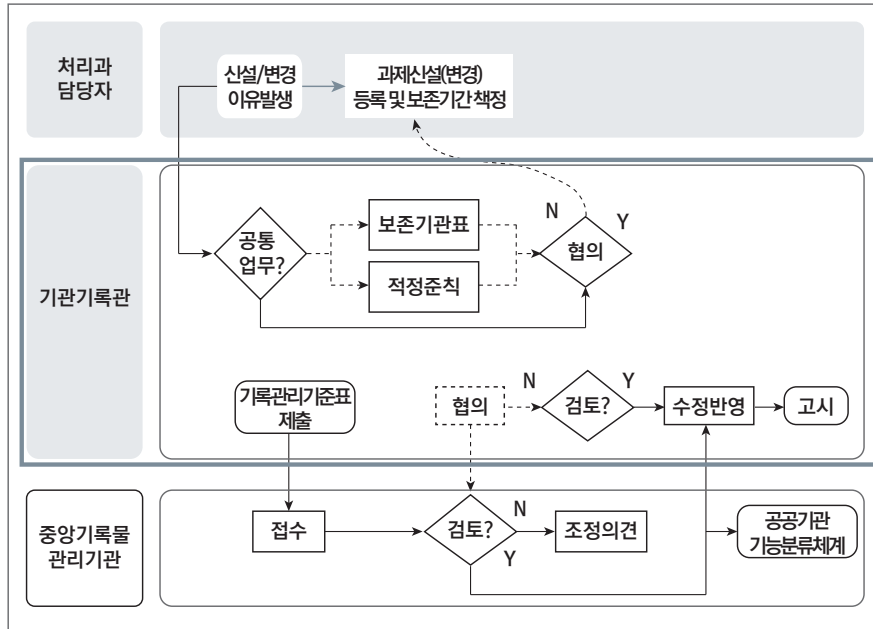 처리과
담당자
신설/변경
이유발생
과제신설(변경)
등록 및 보존기간 책정
기관기록관
공통
업무?
보존기관표
적정준칙
N
Y
협의
기록관리기준표
제출
협의
N
검토?
Y
수정반영
고시
중앙기록물
관리기관
접수
검토?
N
Y
조정의견
공공기관
기능분류체계